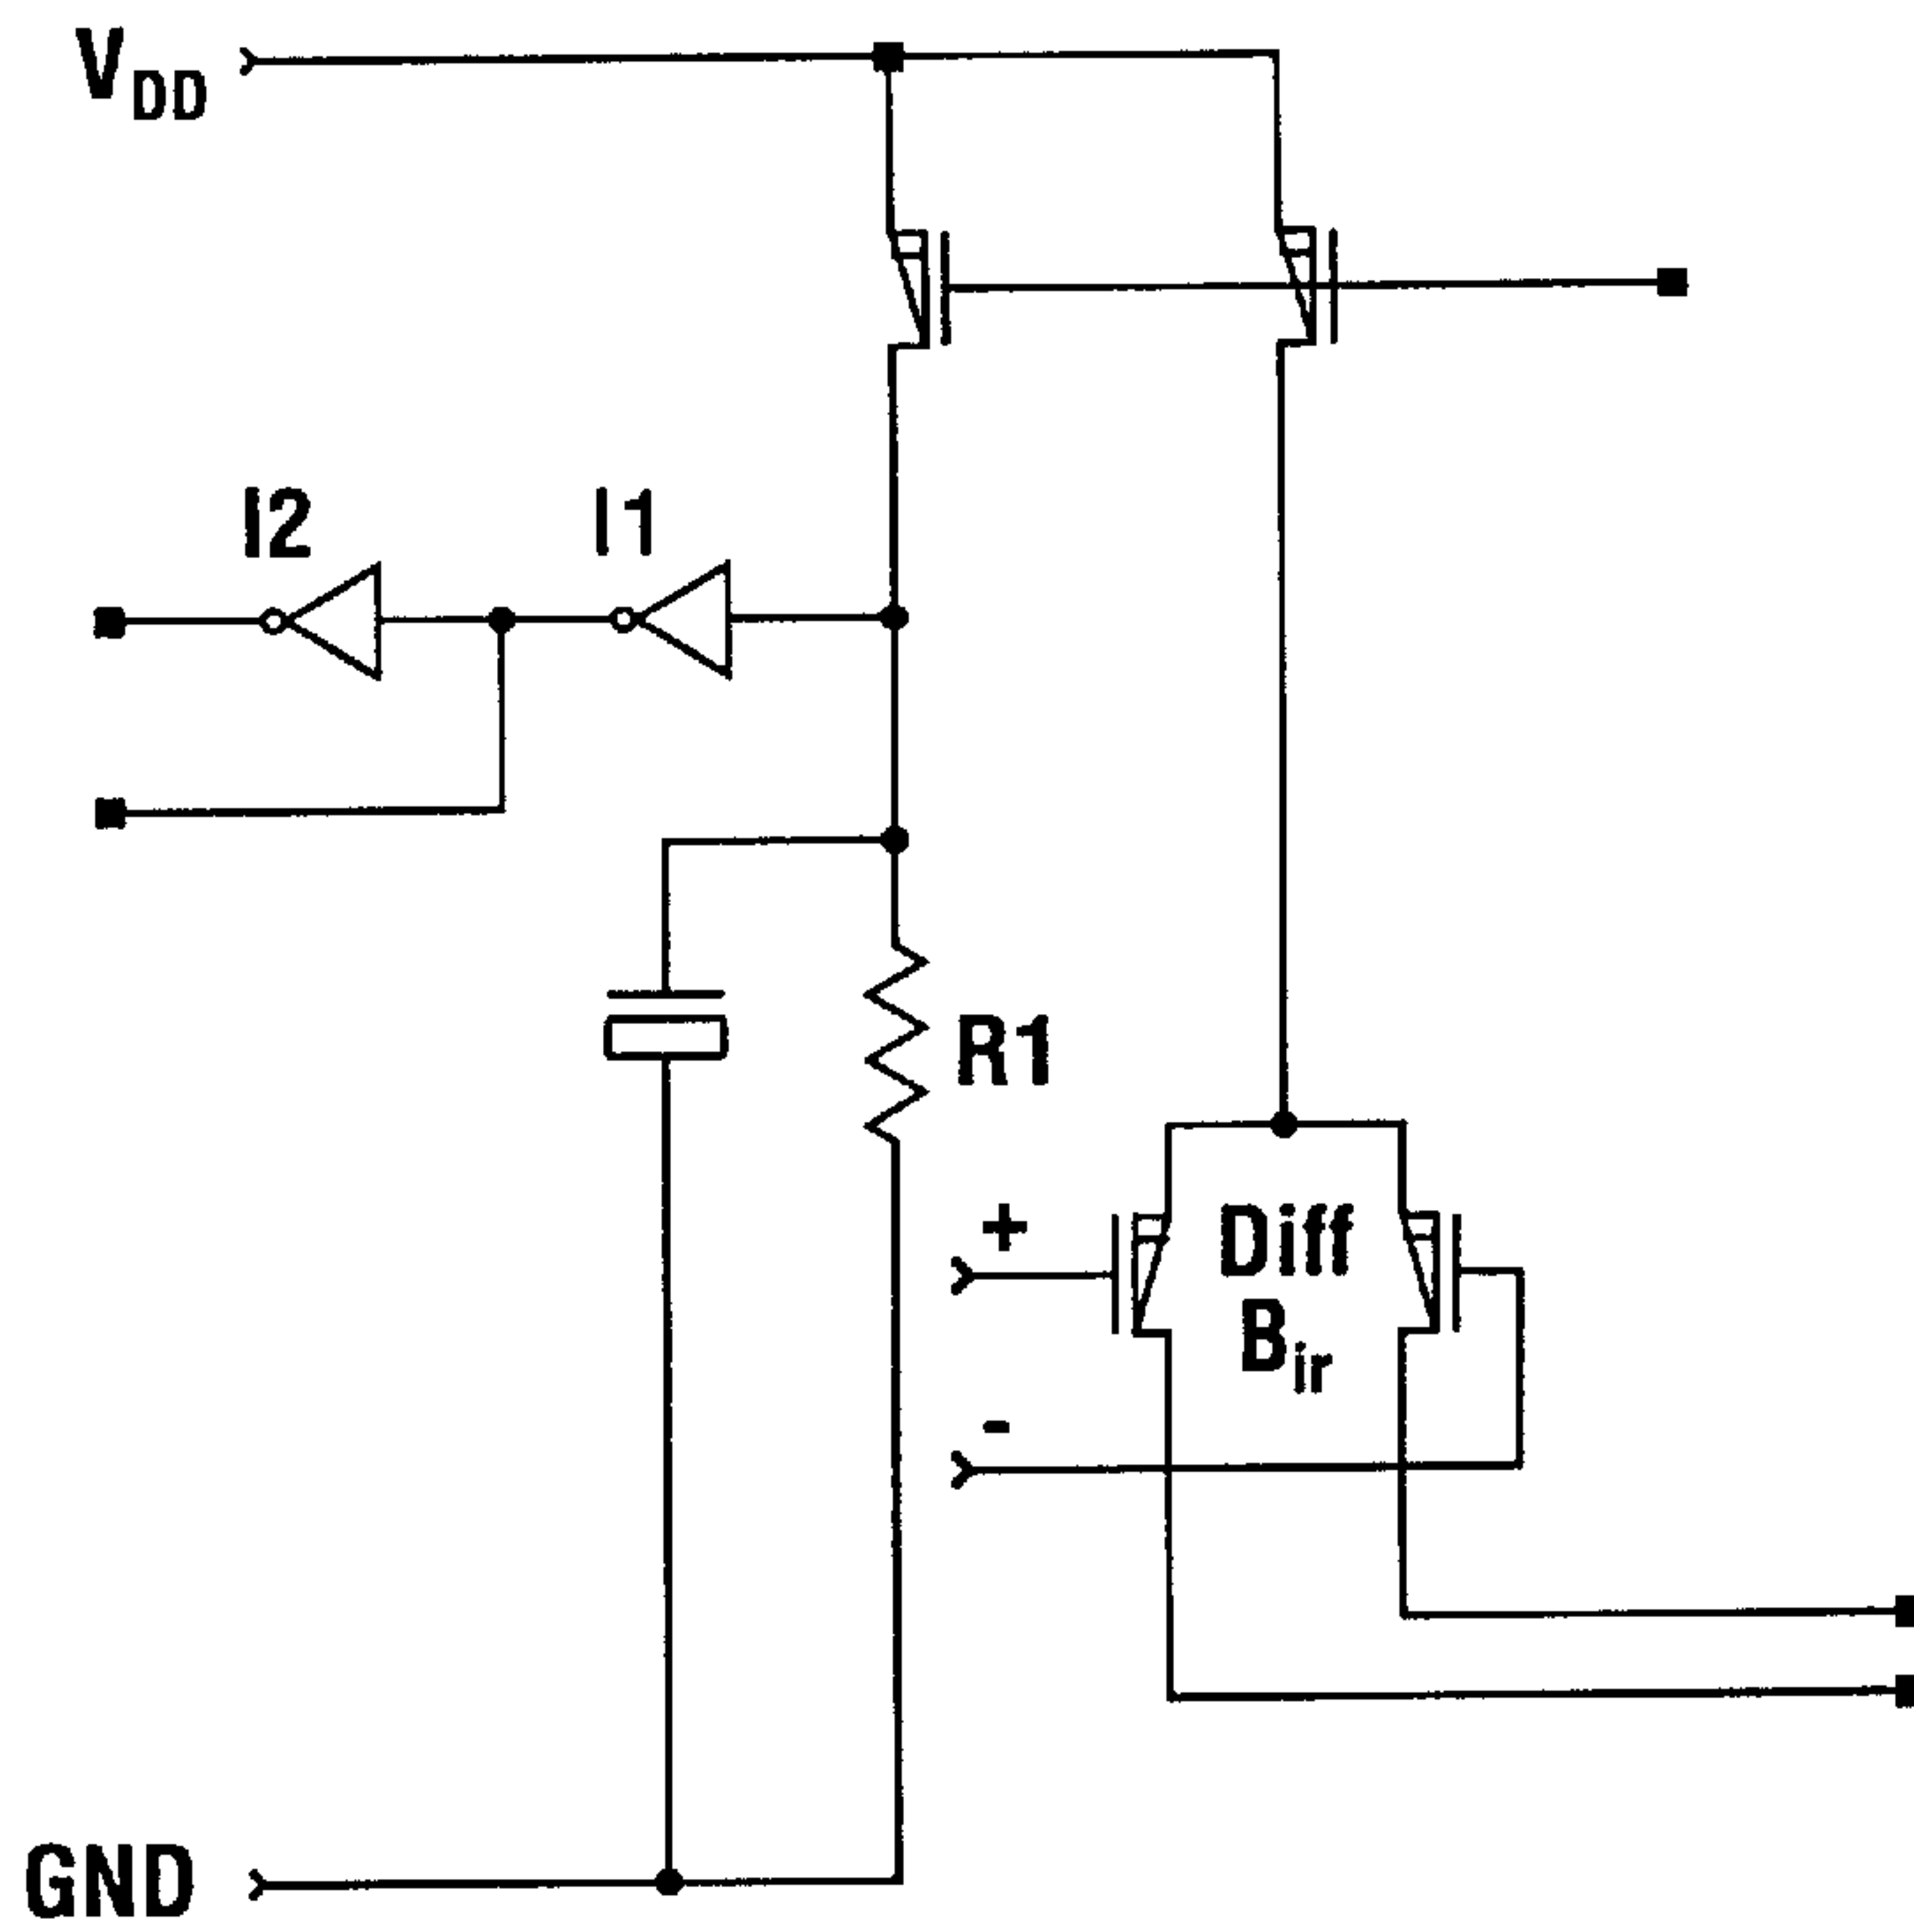 VDD
I2 I1
R1
+
Diff
Bir
-
GND